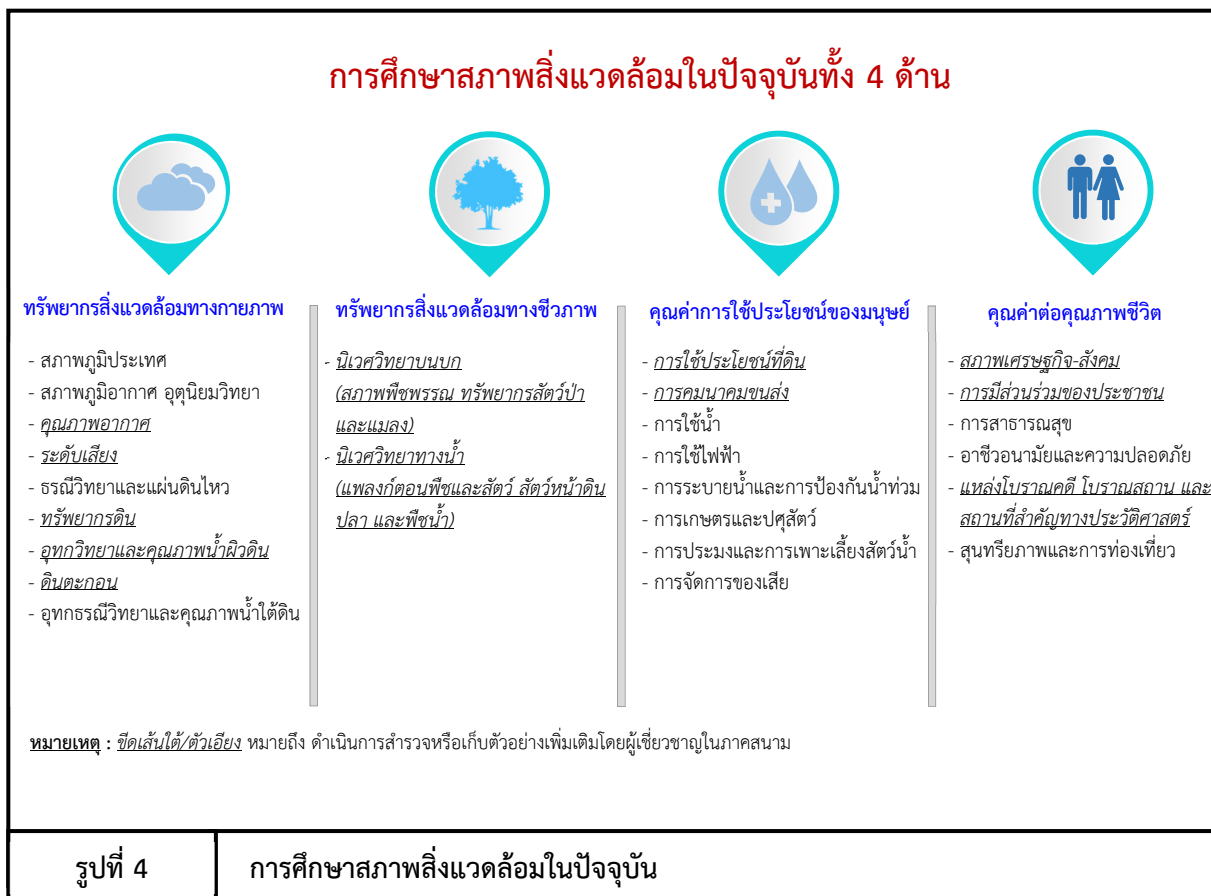 การศึกษาสภาพสิ่งแวดล้อมในปัจจุบันทั้ง 4 ด้าน
ทรัพยากรสิ่งแวดล้อมทางกายภาพ
- สภาพภูมิประเทศ
- สภาพภูมิอากาศ อุตุนิยมวิทยา
- คุณภาพอากาศ
- ระดับเสียง
- ธรณีวิทยาและแผ่นดินไหว
- ทรัพยากรดิน
- อุทกวิทยาและคุณภาพน้ำผิวดิน
- ดินตะกอน
- อุทกธรณีวิทยาและคุณภาพน้ำใต้ดิน
ทรัพยากรสิ่งแวดล้อมทางชีวภาพ
- นิเวศวิทยาบนบก
(สภาพพืชพรรณ ทรัพยากรสัตว์ป่า
และแมลง)
- นิเวศวิทยาทางน้ำ
(แพลงก์ตอนพืชและสัตว์ สัตว์หน้าดิน
ปลา และพืชน้ำ)
คุณค่าการใช้ประโยชน์ของมนุษย์
- การใช้ประโยชน์ที่ดิน
- การคมนาคมขนส่ง
- การใช้น้ำ
- การใช้ไฟฟ้า
- การระบายน้ำและการป้องกันน้ำท่วม
- การเกษตรและปศุสัตว์
- การประมงและการเพาะเลี้ยงสัตว์น้ำ
- การจัดการของเสีย
คุณค่าต่อคุณภาพชีวิต
- สภาพเศรษฐกิจ-สังคม
- การมีส่วนร่วมของประชาชน
- การสาธารณสุข
- อาชีวอนามัยและความปลอดภัย
- แหล่งโบราณคดี โบราณสถาน และ
สถานที่สำคัญทางประวัติศาสตร์
- สุนทรียภาพและการท่องเที่ยว
หมายเหตุ : ขีดเส้นใต้/ตัวเอียง หมายถึง ดำเนินการสำรวจหรือเก็บตัวอย่างเพิ่มเติมโดยผู้เชี่ยวชาญในภาคสนาม
รูปที่ 4
การศึกษาสภาพสิ่งแวดล้อมในปัจจุบัน